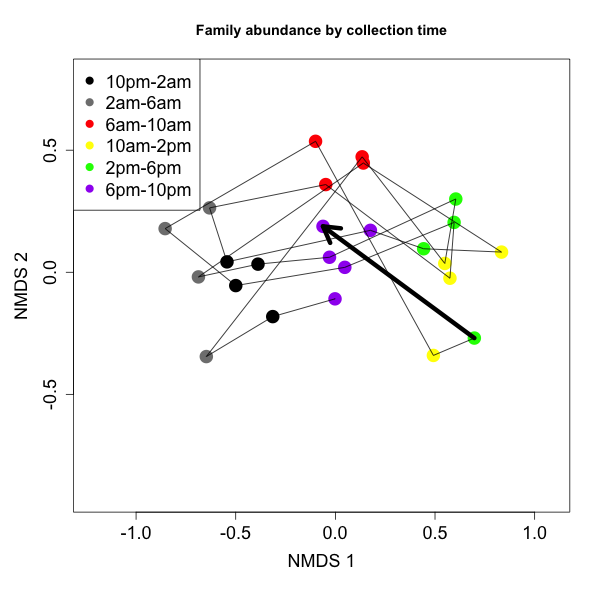 Family abundance by collection time
10pm-2am
2am-6am
6am-10am
10am-2pm
2pm-6pm
6pm-10pm
0.5
0.0
-0.5
NMDS 2
-1.0 -0.5 0.0 0.5 1.0
NMDS 1